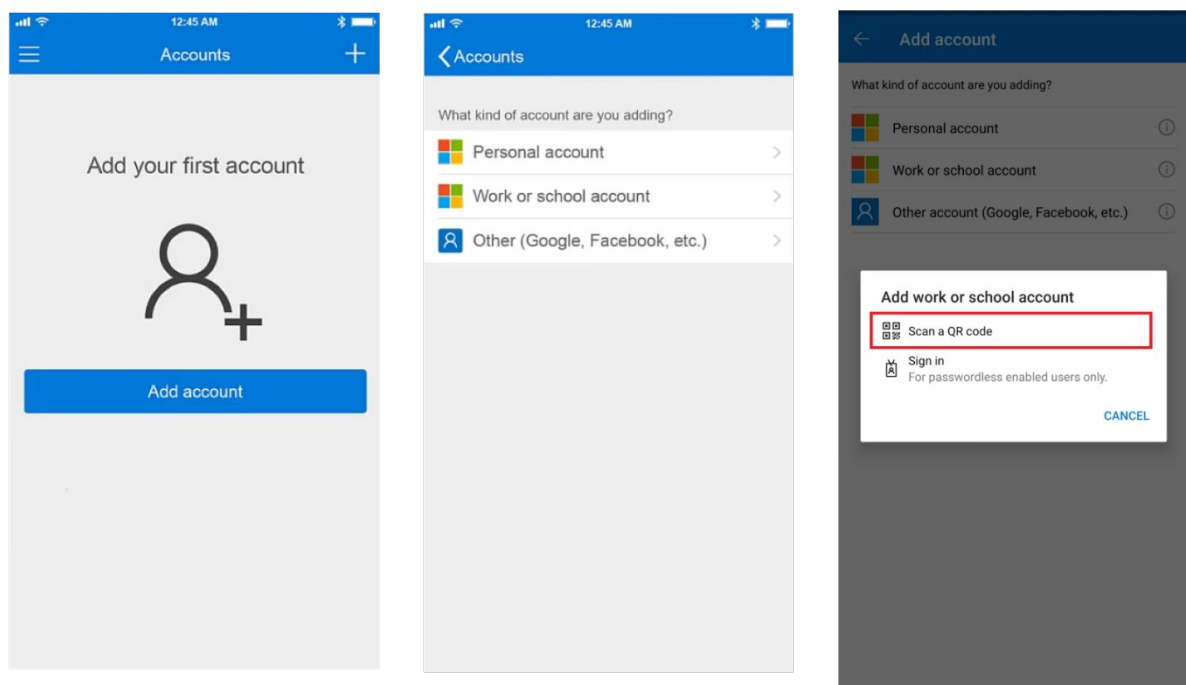 12:45 AM
Accounts
Add your first account
Add account
12:45 AM
Accounts
What kind of account are you adding?
Personal account
Work or school account
Other (Google, Facebook, etc.)
Add account
What kind of account are you adding?
Personal account
Work or school account
Other account (Google, Facebook, etc.)
Add work or school account
Scan a QR code
Sign in
For passwordless enabled users only.
CANCEL